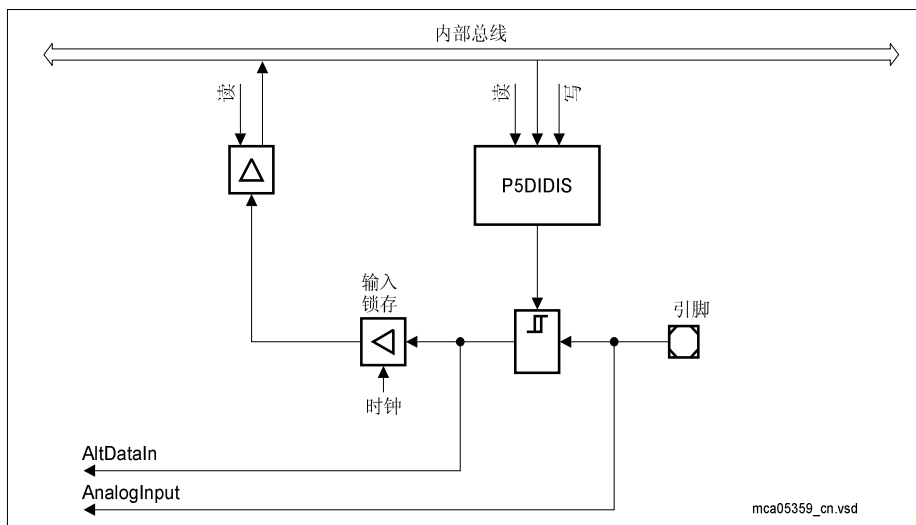 内部总线
读
读
写
P5DIDIS
输入
锁存
引脚
时钟
AltDataIn
AnalogInput
mca05359_cn.vsd